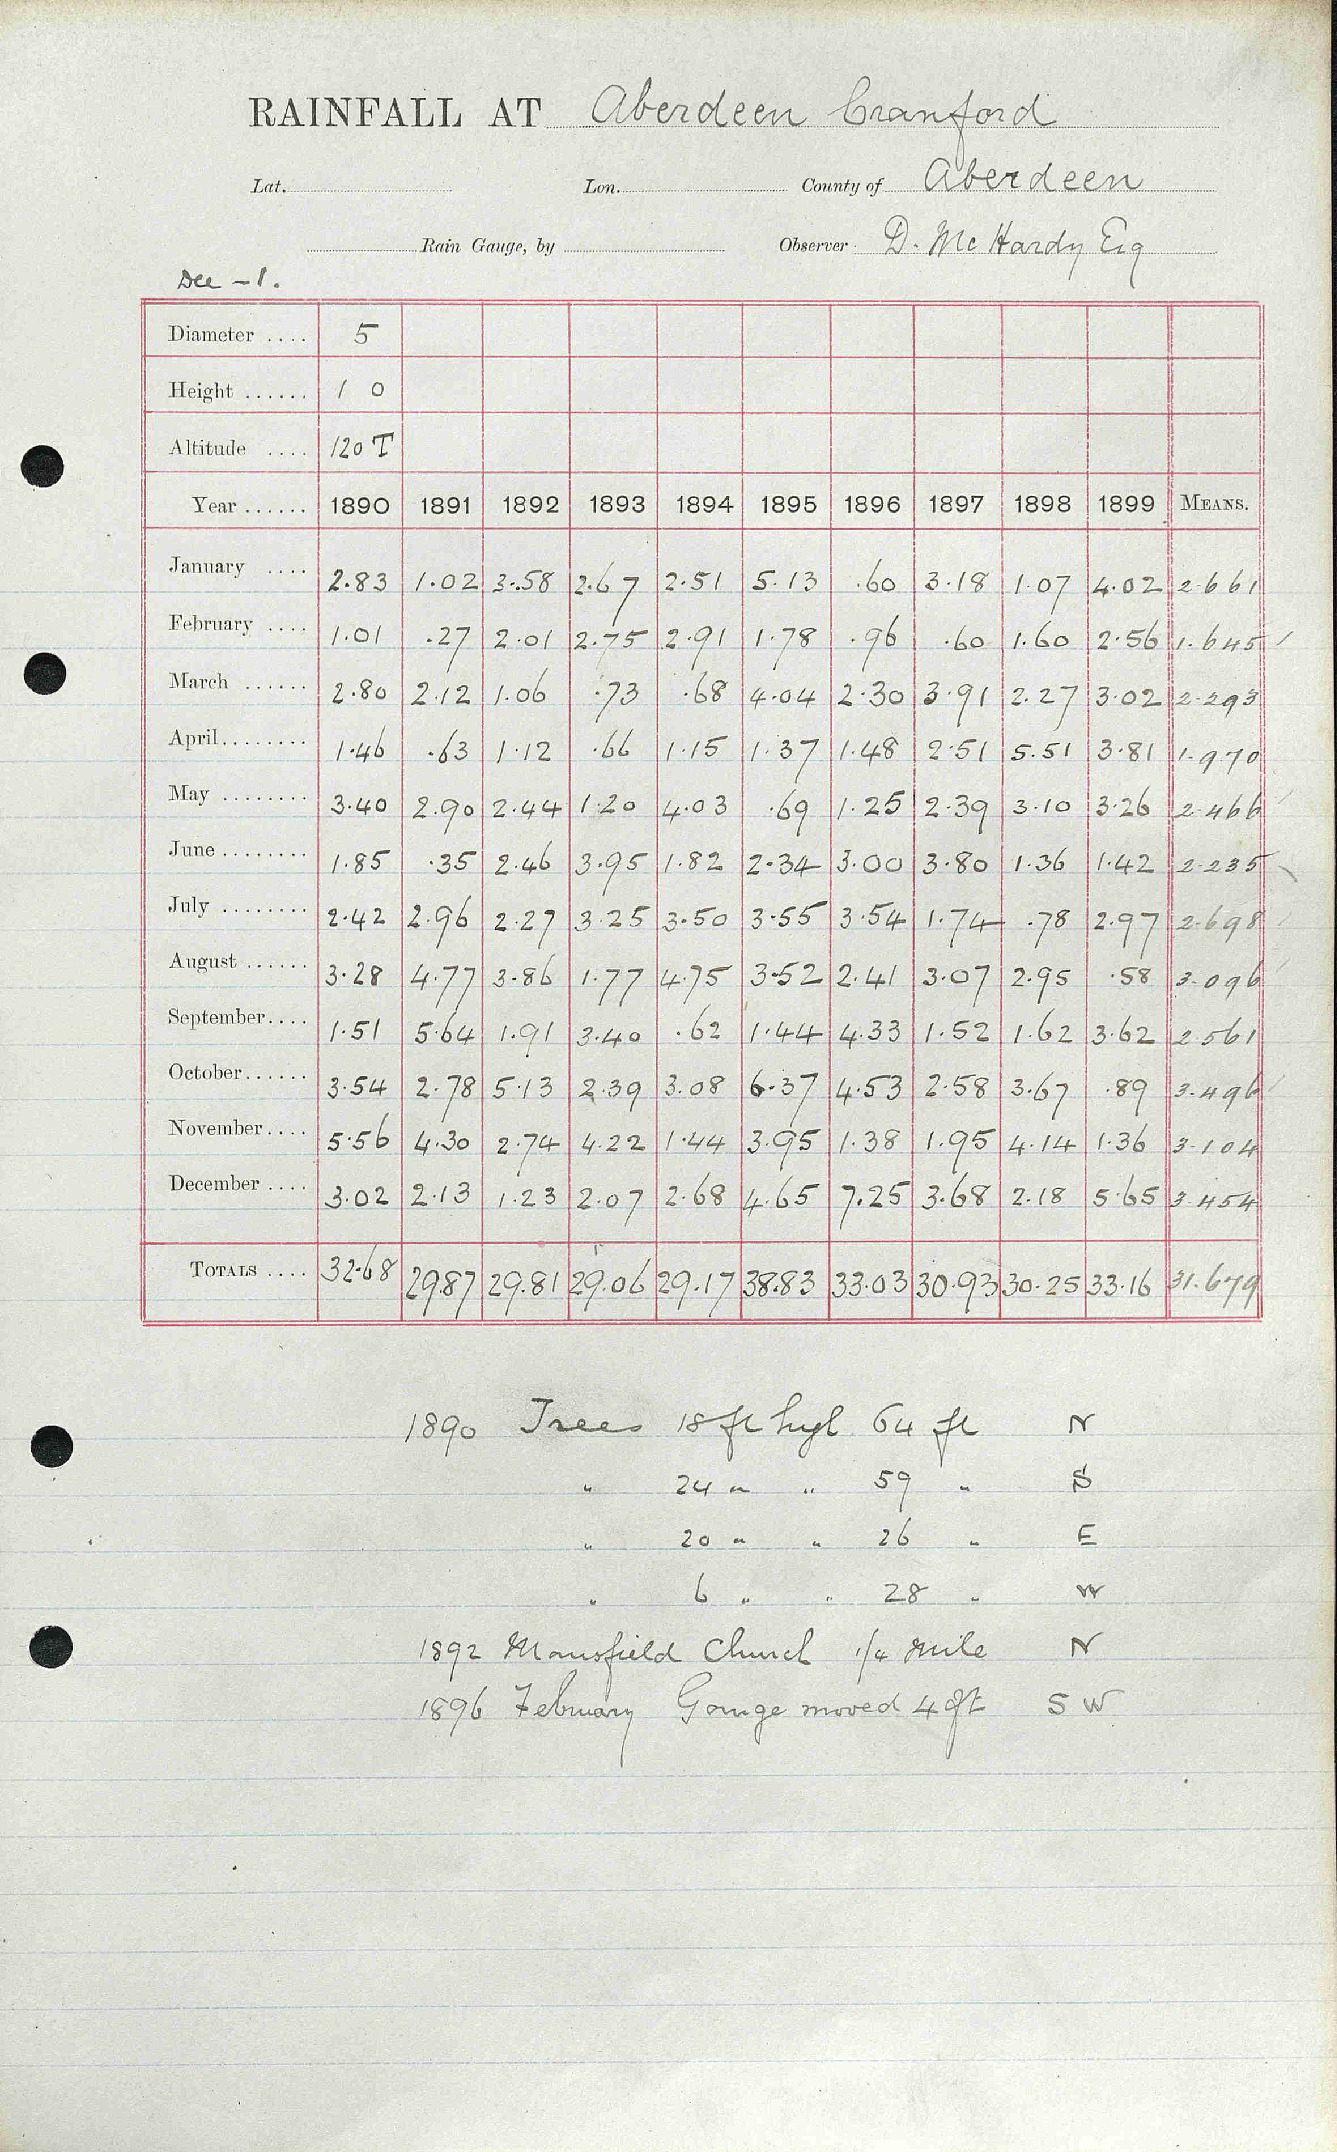 RAINFALL AT Aberdeen Cranford
Lat. Lon. County of Aberdeen
Rain Gauge, by Observer D. McHardy Esq
Dee - 1.
Diameter .... 5
Height ...... 1 0
Altitude .... 120 T
Year ...... 1890 1891 1892 1893 1894 1895 1896 1897 1898 1899 MEANS.
January .... 2.83 1.02 3.58 2.67 2.51 5.13 .60 3.18 1.07 4.02 2.661
February .... 1.01 .27 2.01 2.75 2.91 1.78 .96 .60 1.60 2.56 1.645
March ...... 2.80 2.12 1.06 .73 .68 4.04 2.30 3.91 2.27 3.02 2.293
April........ 1.46 .63 1.12 .66 1.15 1.37 1.48 2.51 5.51 3.81 1.970
May ........ 3.40 2.90 2.44 1.20 4.03 .69 1.25 2.39 3.10 3.26 2.466
June ........ 1.85 .35 2.46 3.95 1.82 2.34 3.00 3.80 1.36 1.42 2.235
July ........ 2.42 2.96 2.27 3.25 3.50 3.55 3.54 1.74 .78 2.97 2.698
August ...... 3.28 4.77 3.86 1.77 4.75 3.52 2.41 3.07 2.95 .58 3.096
September.... 1.51 5.64 1.91 3.40 .62 1.44 4.33 1.52 1.62 3.62 2.561
October...... 3.54 2.78 5.13 2.39 3.08 6.37 4.53 2.58 3.67 .89 3.496
November.... 5.56 4.30 2.74 4.22 1.44 3.95 1.38 1.95 4.14 1.36 3.104
December .... 3.02 2.13 1.23 2.07 2.68 4.65 7.25 3.68 2.18 5.65 3.454
TOTALS .... 32.68 29.87 29.81 29.06 29.17 38.83 33.03 30.93 30.25 33.16 31.679
1890 Trees 18 ft high 64 ft N
" 24 " " 59 " S
" 20 " " 26 " E
" 6 " " 28 " W
1892 Mansfield Church 1/4 mile N
1896 February Gauge moved 4 ft S W